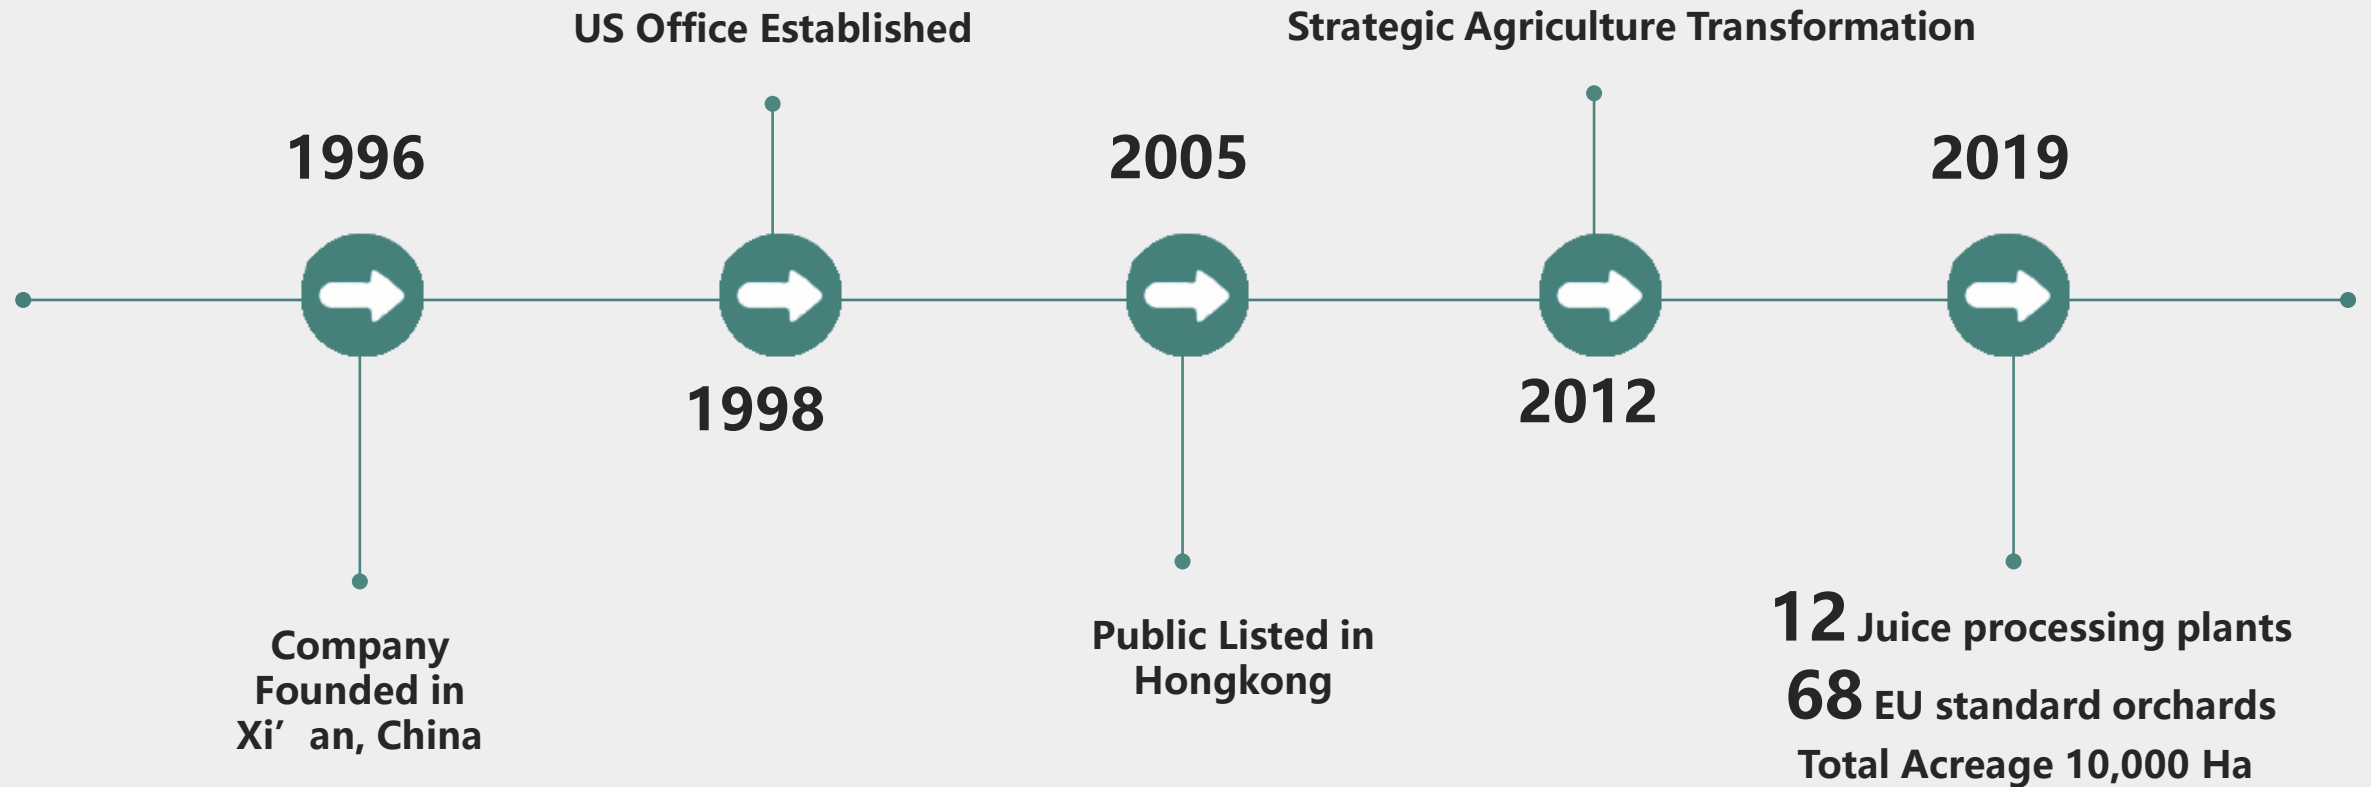 US Office Established
Strategic Agriculture Transformation
1996
2005
2019
1998
2012
Company
Founded in
Xi’ an, China
Public Listed in
Hongkong
12 Juice processing plants
68 EU standard orchards
Total Acreage 10,000 Ha